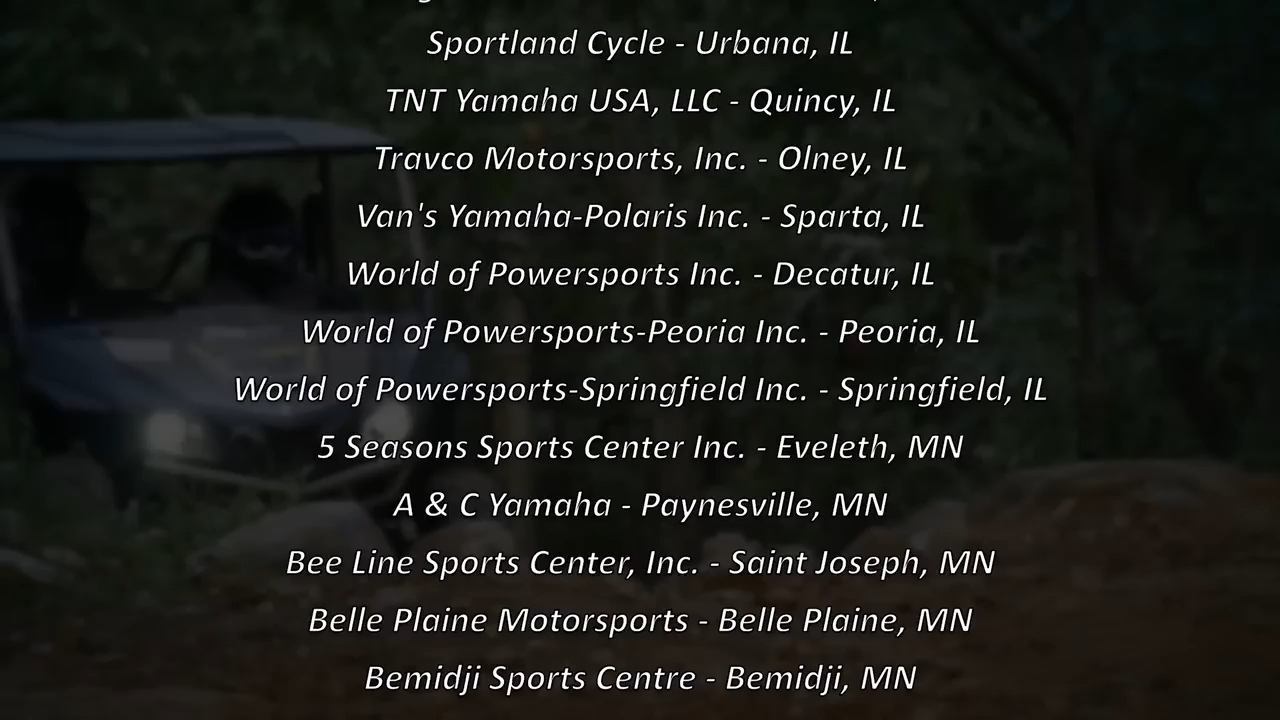 Sportland Cycle - Urbana, IL
TNT Yamaha USA, LLC - Quincy, IL
Travco Motorsports, Inc. - Olney, IL
Van's Yamaha-Polaris Inc. - Sparta, IL
World of Powersports Inc. - Decatur, IL
World of Powersports-Peoria Inc. - Peoria, IL
World of Powersports-Springfield Inc. - Springfield, IL
5 Seasons Sports Center Inc. - Eveleth, MN
A & C Yamaha - Paynesville, MN
Bee Line Sports Center, Inc. - Saint Joseph, MN
Belle Plaine Motorsports - Belle Plaine, MN
Bemidji Sports Centre - Bemidji, MN